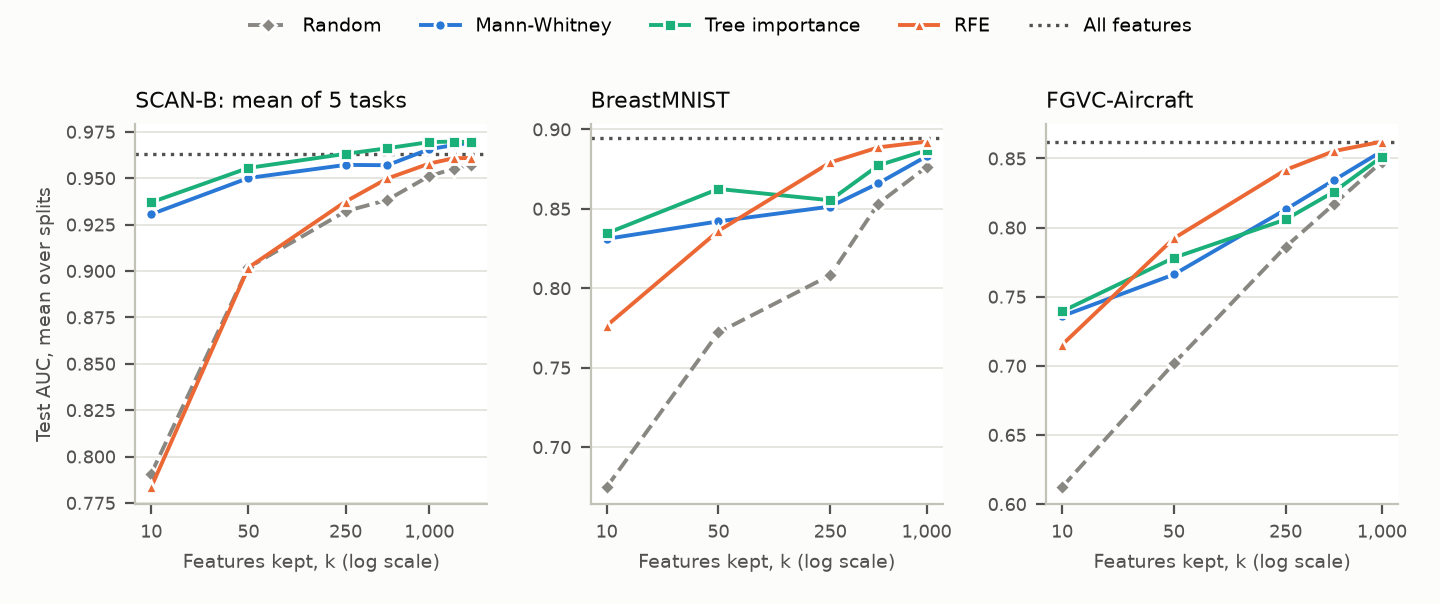 Random Mann-Whitney Tree importance RFE All features
SCAN-B: mean of 5 tasks
Test AUC, mean over splits
0.975
0.950
0.925
0.900
0.875
0.850
0.825
0.800
0.775
10 50 250 1,000
Features kept, k (log scale)
BreastMNIST
0.90
0.85
0.80
0.75
0.70
10 50 250 1,000
Features kept, k (log scale)
FGVC-Aircraft
0.85
0.80
0.75
0.70
0.65
0.60
10 50 250 1,000
Features kept, k (log scale)